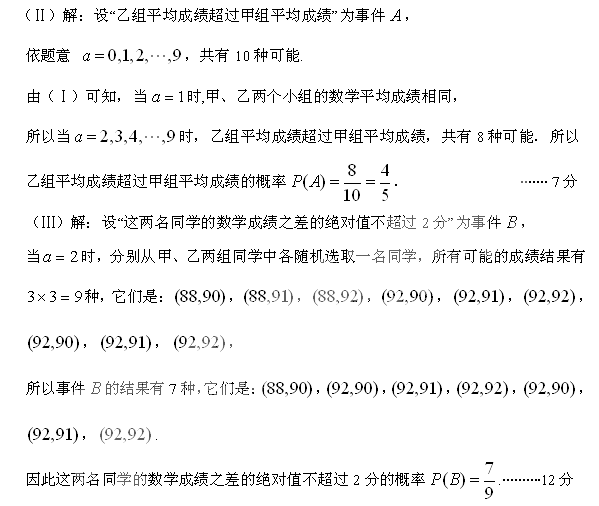 (Ⅱ)解:设“乙组平均成绩超过甲组平均成绩”为事件 A,
依题意 a=0,1,2,⋯,9,共有 10 种可能.
由(Ⅰ)可知,当 a=1时,甲、乙两个小组的数学平均成绩相同,
所以当 a=2,3,4,⋯,9时,乙组平均成绩超过甲组平均成绩,共有 8 种可能.所以
乙组平均成绩超过甲组平均成绩的概率 P(A)=8/10=4/5. ·······7 分
(Ⅲ)解:设“这两名同学的数学成绩之差的绝对值不超过 2 分”为事件 B,
当 a=2时,分别从甲、乙两组同学中各随机选取一名同学,所有可能的成绩结果有
3×3=9种,它们是:(88,90),(88,91),(88,92),(92,90),(92,91),(92,92),
(92,90),(92,91),(92,92),
所以事件 B 的结果有 7 种,它们是:(88,90),(92,90),(92,91),(92,92),(92,90),
(92,91),(92,92).
因此这两名同学的数学成绩之差的绝对值不超过 2 分的概率 P(B)=7/9.··········12 分